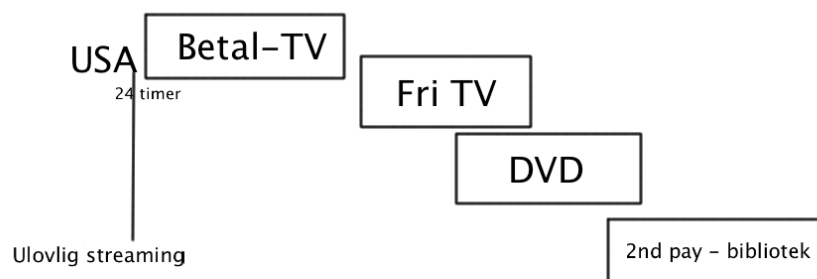 USA
Betal-TV
24 timer
Fri TV
DVD
Ulovlig streaming
2nd pay - bibliotek